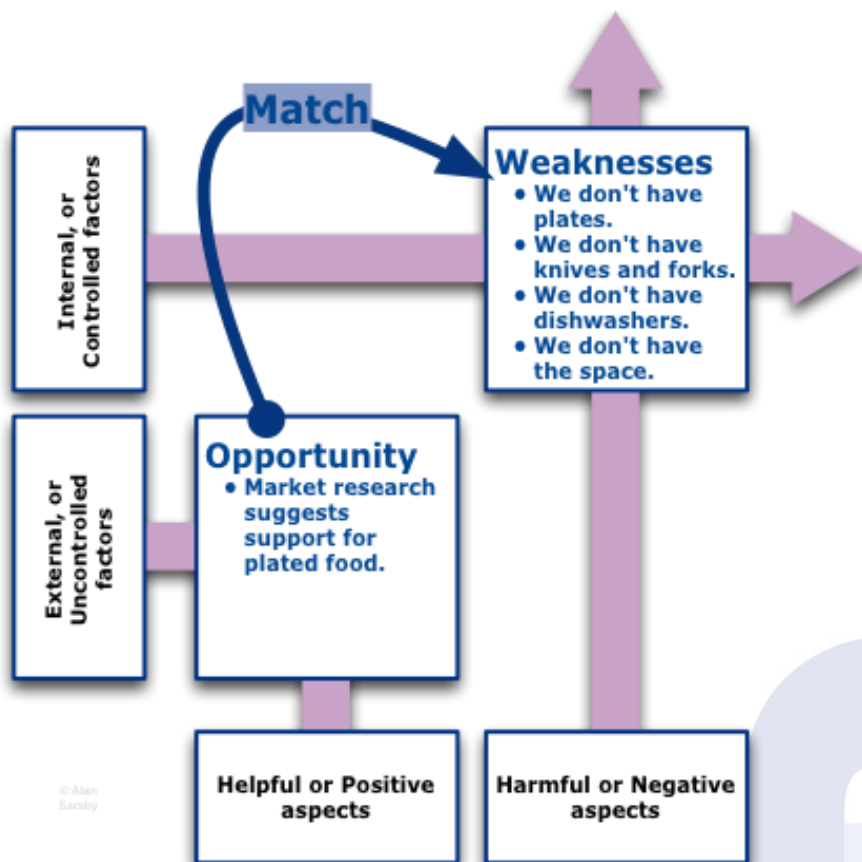 Match
Internal, or
Controlled factors
Weaknesses
• We don't have
plates.
• We don't have
knives and forks.
• We don't have
dishwashers.
• We don't have
the space.
External, or
Uncontrolled
factors
Opportunity
• Market research
suggests
support for
plated food.
Helpful or Positive
aspects
Harmful or Negative
aspects
© Alan